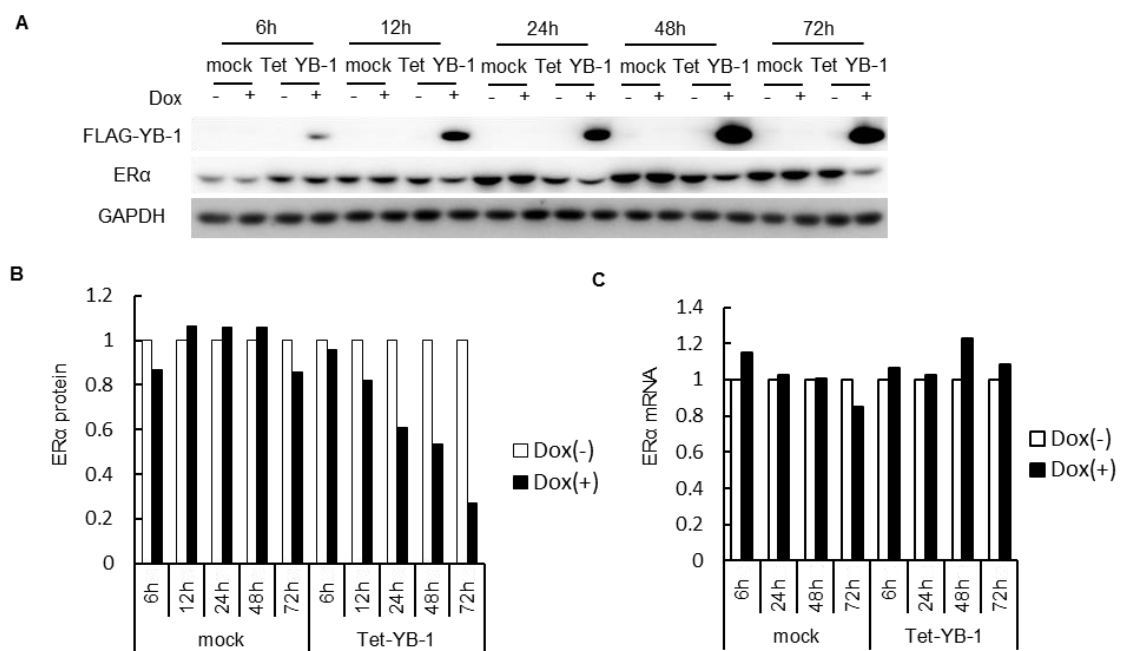 A
6h 12h 24h 48h 72h
mock Tet YB-1 mock Tet YB-1 mock Tet YB-1 mock Tet YB-1 mock Tet YB-1
Dox - + - + - + - + - + - + - + - + - + - +
FLAG-YB-1
ERα
GAPDH
B
ERα protein
1.2
1
0.8
0.6
0.4
0.2
0
6h 12h 24h 48h 72h 6h 12h 24h 48h 72h
mock Tet-YB-1
Dox(-)
Dox(+)
C
ERα mRNA
1.4
1.2
1
0.8
0.6
0.4
0.2
0
6h 24h 48h 72h 6h 24h 48h 72h
mock Tet-YB-1
Dox(-)
Dox(+)